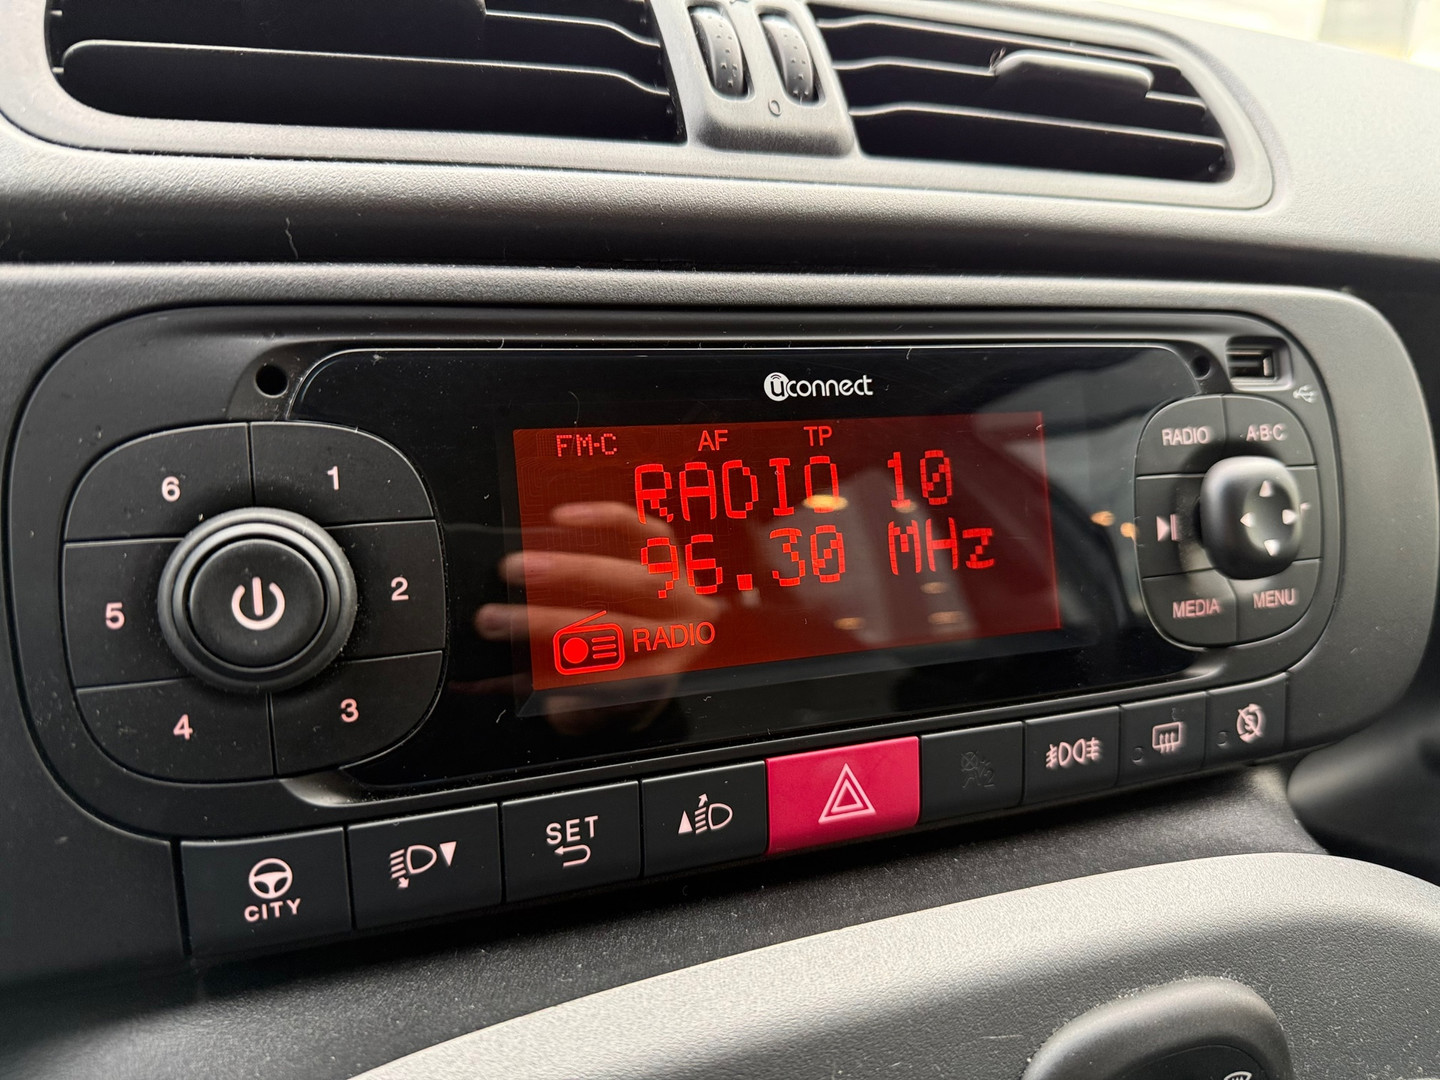 uconnect
FM-C AF TP
RADIO 10
96.30 MHz
RADIO
6 1
5 2
4 3
RADIO A-B-C
MEDIA MENU
CITY
SET